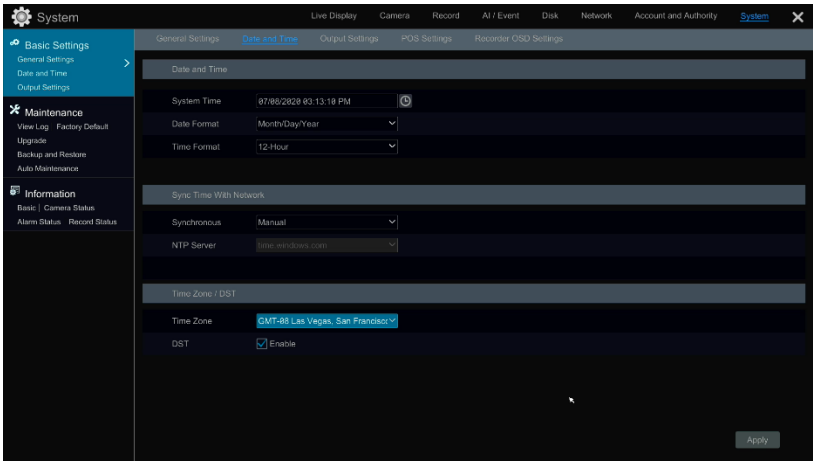 System Live Display Camera Record AI / Event Disk Network Account and Authority System
General Settings Date and Time Output Settings POS Settings Recorder OSD Settings
Basic Settings
General Settings
Date and Time
Output Settings
Maintenance
View Log Factory Default
Upgrade
Backup and Restore
Auto Maintenance
Information
Basic | Camera Status
Alarm Status Record Status
Date and Time
System Time 07/08/2020 03:13:10 PM
Date Format Month/Day/Year
Time Format 12-Hour
Sync Time With Network
Synchronous Manual
NTP Server time.windows.com
Time Zone / DST
Time Zone GMT-08 Las Vegas, San Francisc
DST Enable
Apply